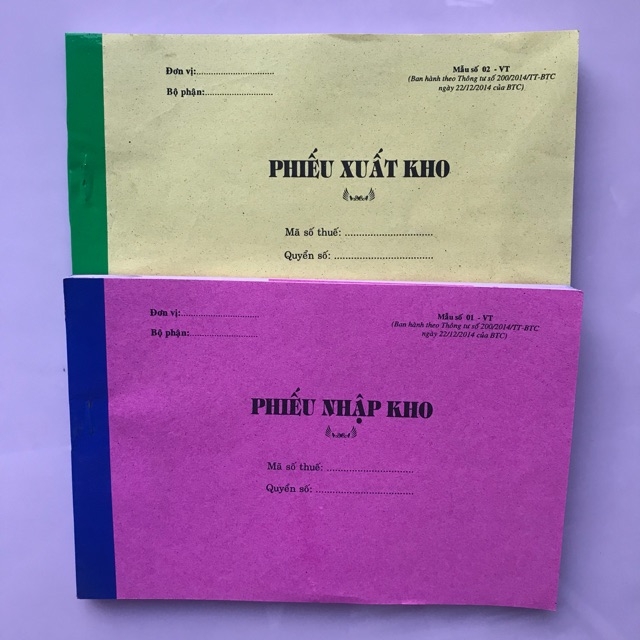 Đơn vị:............................
Bộ phận:........................
Mẫu số 02 - VT
(Ban hành theo Thông tư số 200/2014/TT-BTC
ngày 22/12/2014 của BTC)
PHIẾU XUẤT KHO
Mã số thuế: ................................
Quyển số: ....................................
Đơn vị:............................
Bộ phận:........................
Mẫu số 01 - VT
(Ban hành theo Thông tư số 200/2014/TT-BTC
ngày 22/12/2014 của BTC)
PHIẾU NHẬP KHO
Mã số thuế: ................................
Quyển số: ....................................